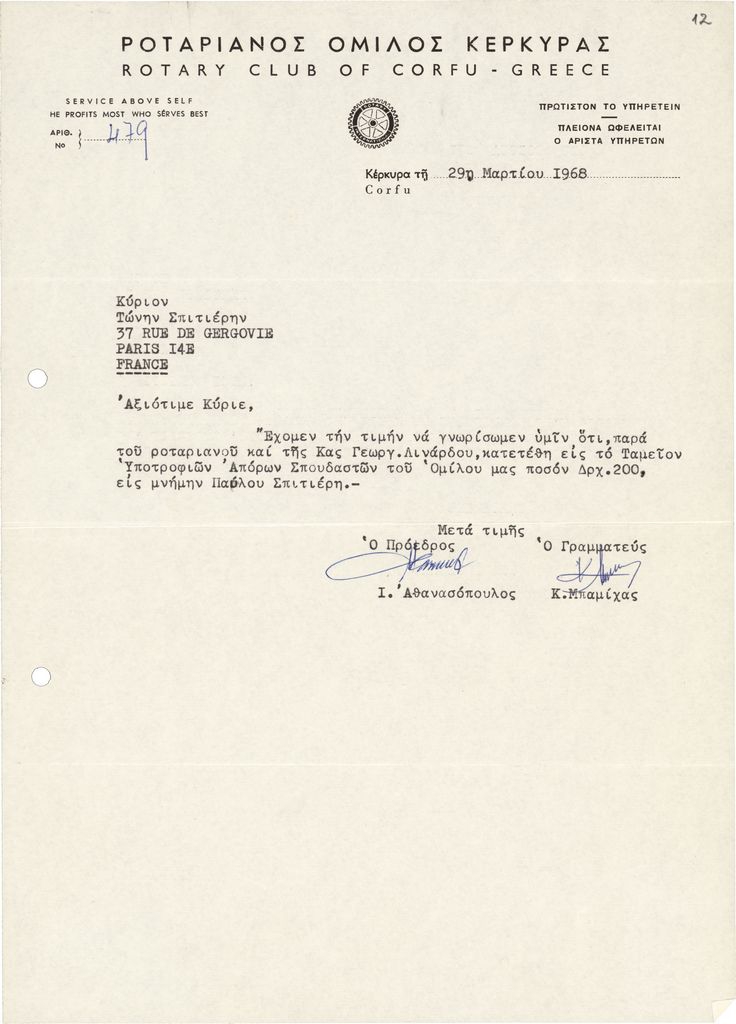 12
ΡΟΤΑΡΙΑΝΟΣ ΟΜΙΛΟΣ ΚΕΡΚΥΡΑΣ
ROTARY CLUB OF CORFU - GREECE
SERVICE ABOVE SELF
HE PROFITS MOST WHO SERVES BEST
ΑΡΙΘ.
No } 479
ΠΡΩΤΙΣΤΟΝ ΤΟ ΥΠΗΡΕΤΕΙΝ
ΠΛΕΙΟΝΑ ΩΦΕΛΕΙΤΑΙ
Ο ΑΡΙΣΤΑ ΥΠΗΡΕΤΩΝ
Κέρκυρα τῇ 29η Μαρτίου 1968
Corfu
Κύριον
Τώνην Σπιτιέρην
37 RUE DE GERGOVIE
PARIS I4E
FRANCE
Ἀξιότιμε Κύριε,
Ἔχομεν τήν τιμήν νά γνωρίσωμεν ὑμῖν ὅτι,παρά
τοῦ ροταριανοῦ καί τῆς Κας Γεωργ.Λινάρδου,κατετέθη εἰς τό Ταμεῖον
Ὑποτροφιῶν Ἀπόρων Σπουδαστῶν τοῦ Ὁμίλου μας ποσόν Δρχ.200,
εἰς μνήμην Παύλου Σπιτιέρη.-
Μετά τιμῆς
Ὁ Πρόεδρος Ὁ Γραμματεύς
Ι.Ἀθανασόπουλος Κ.Μπαμίχας